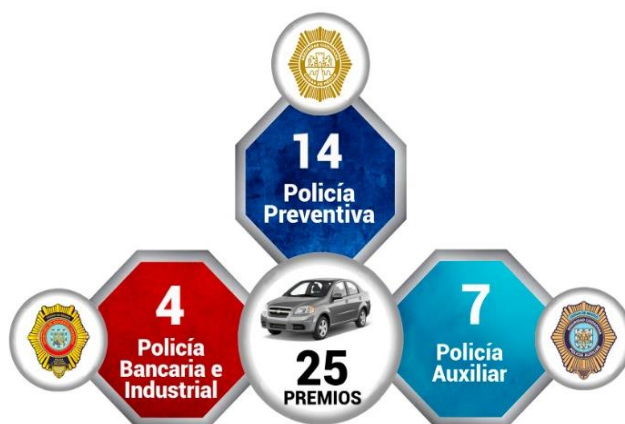 14
Policía
Preventiva
4
Policía
Bancaria e
Industrial
25
PREMIOS
7
Policía
Auxiliar